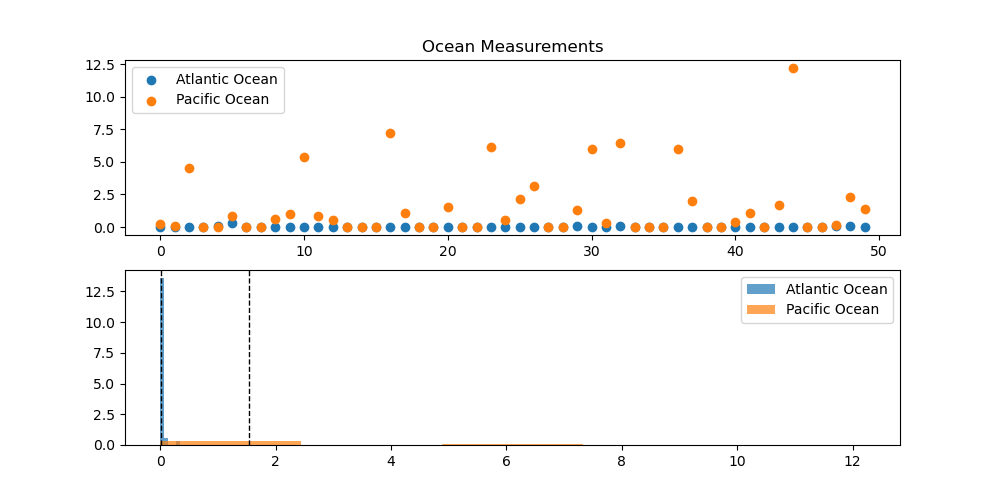 Ocean Measurements
12.5
10.0
7.5
5.0
2.5
0.0
Atlantic Ocean
Pacific Ocean
0 10 20 30 40 50
12.5
10.0
7.5
5.0
2.5
0.0
Atlantic Ocean
Pacific Ocean
0 2 4 6 8 10 12